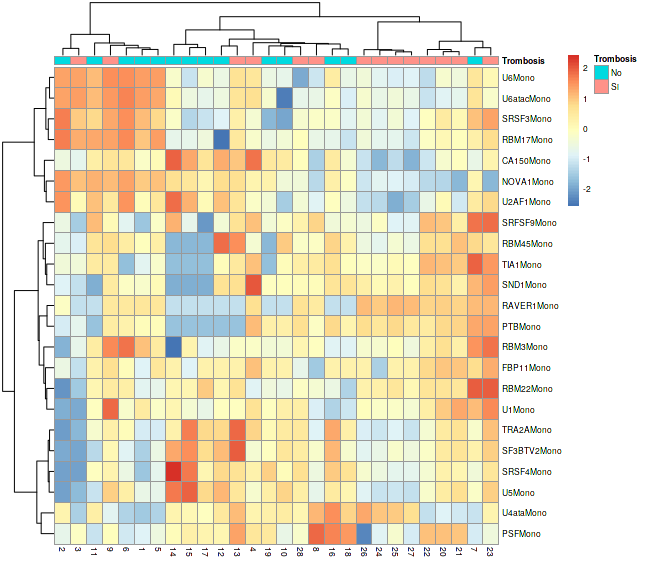 Trombosis
U6Mono
U6atacMono
SRSF3Mono
RBM17Mono
CA150Mono
NOVA1Mono
U2AF1Mono
SRFSF9Mono
RBM45Mono
TIA1Mono
SND1Mono
RAVER1Mono
PTBMono
RBM3Mono
FBP11Mono
RBM22Mono
U1Mono
TRA2AMono
SF3BTV2Mono
SRSF4Mono
U5Mono
U4ataMono
PSFMono
2 3 11 9 6 1 5 14 15 17 12 13 4 19 10 28 8 16 18 26 24 25 27 22 20 21 7 23
2
1
0
-1
-2
Trombosis
No
SI